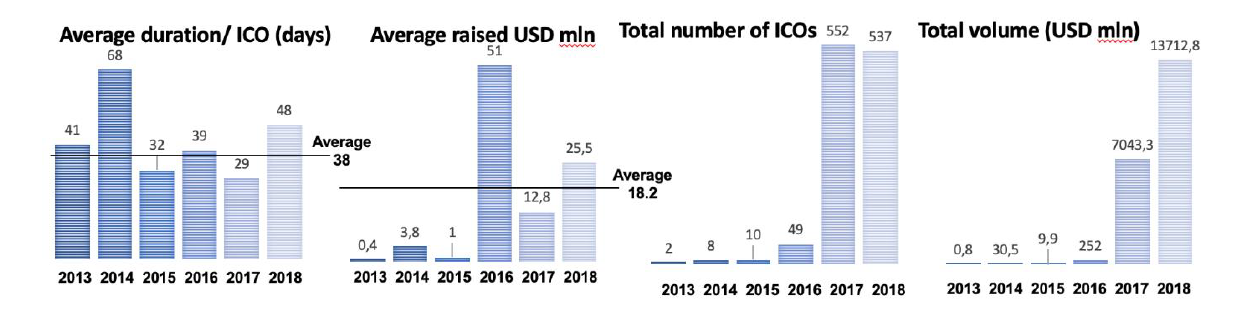 Average duration/ ICO (days)
68
41
32
39
29
48
Average
38
2013 2014 2015 2016 2017 2018
Average raised USD mln
0,4
3,8
1
51
12,8
25,5
Average
18.2
2013 2014 2015 2016 2017 2018
Total number of ICOs
2
8
10
49
552
537
2013 2014 2015 2016 2017 2018
Total volume (USD mln)
0,8
30,5
9,9
252
7043,3
13712,8
2013 2014 2015 2016 2017 2018